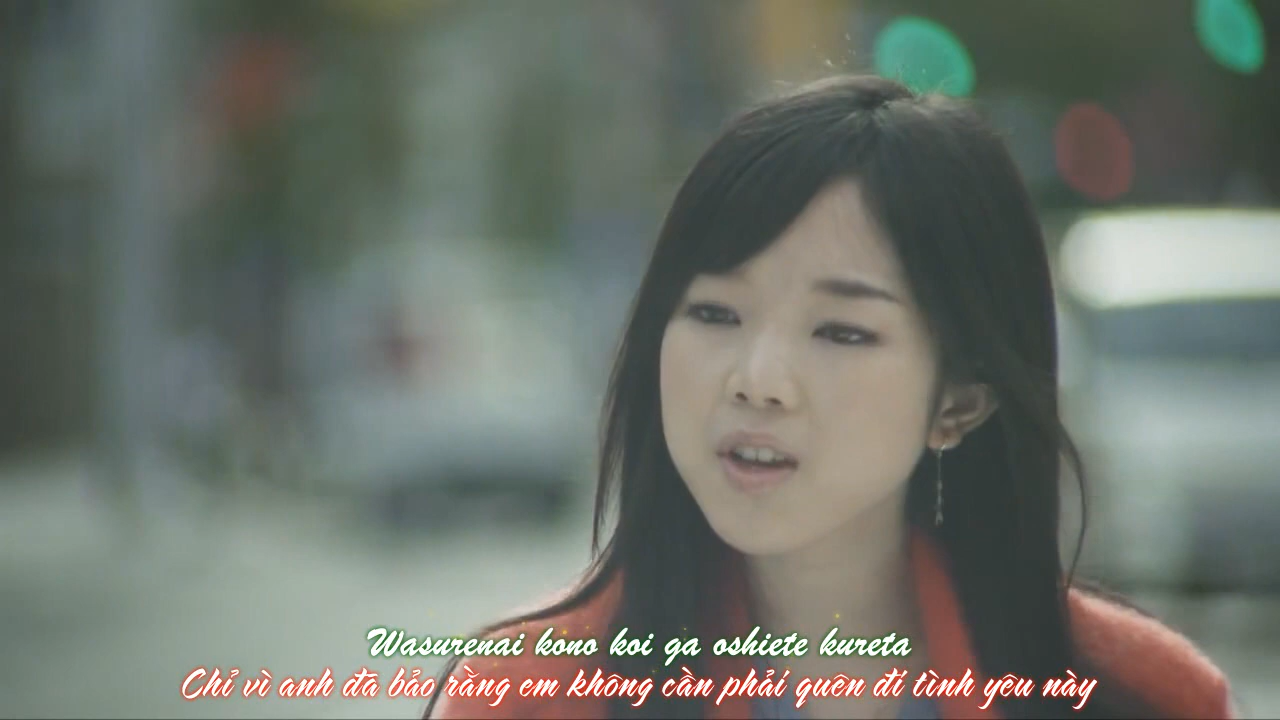 Wasurenai kono koi ga oshiete kureta
Chỉ vì anh đã bảo rằng em không cần phải quên đi tình yêu này